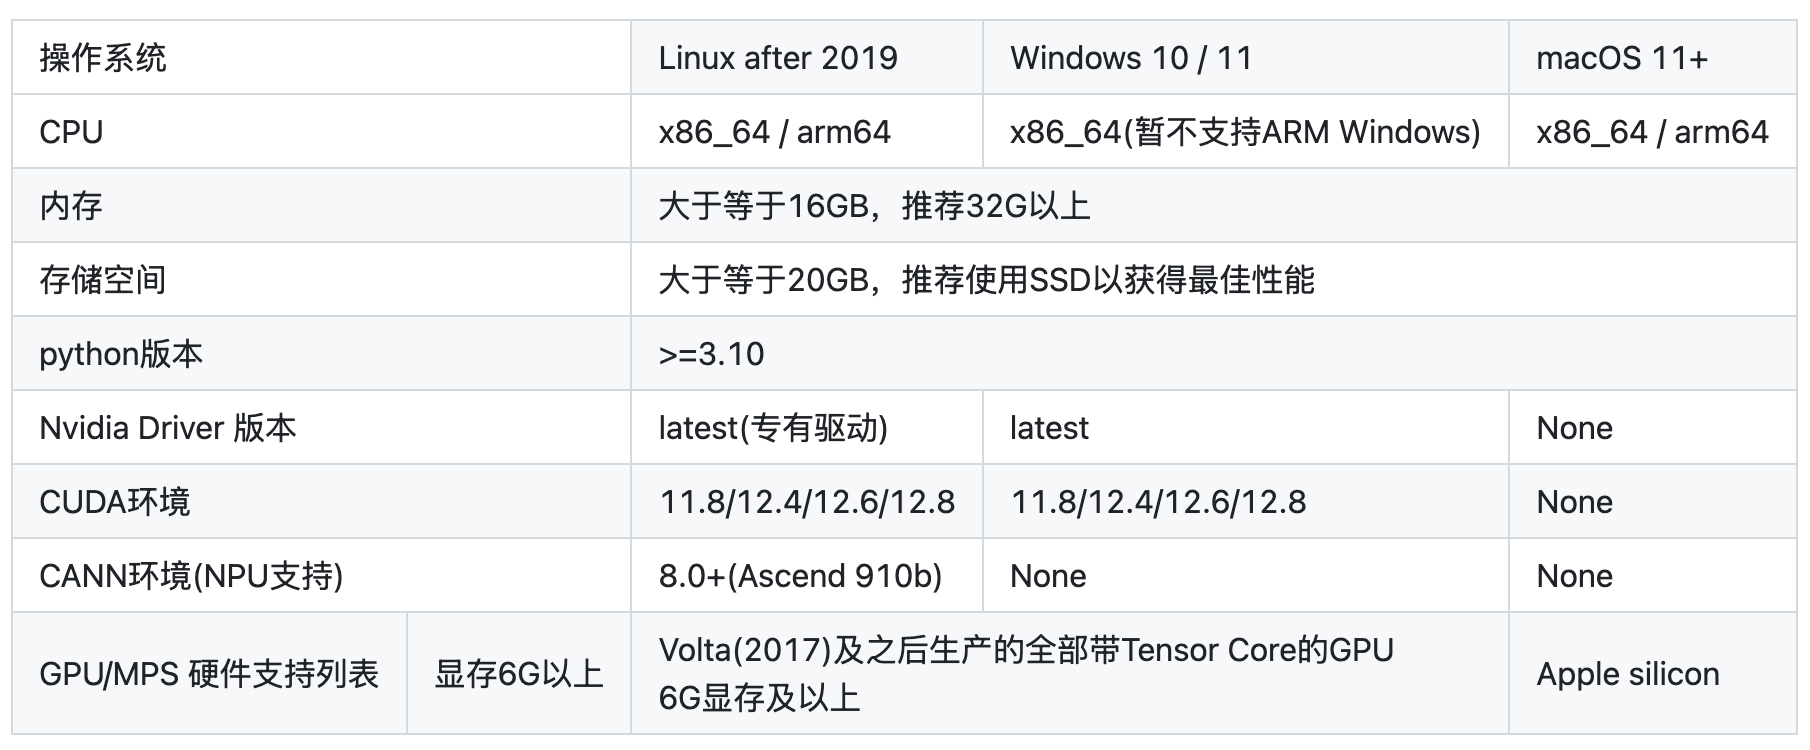 操作系统 Linux after 2019 Windows 10 / 11 macOS 11+
CPU x86_64 / arm64 x86_64(暂不支持ARM Windows) x86_64 / arm64
内存 大于等于16GB，推荐32G以上
存储空间 大于等于20GB，推荐使用SSD以获得最佳性能
python版本 >=3.10
Nvidia Driver 版本 latest(专有驱动) latest None
CUDA环境 11.8/12.4/12.6/12.8 11.8/12.4/12.6/12.8 None
CANN环境(NPU支持) 8.0+(Ascend 910b) None None
GPU/MPS 硬件支持列表 显存6G以上 Volta(2017)及之后生产的全部带Tensor Core的GPU
6G显存及以上 Apple silicon